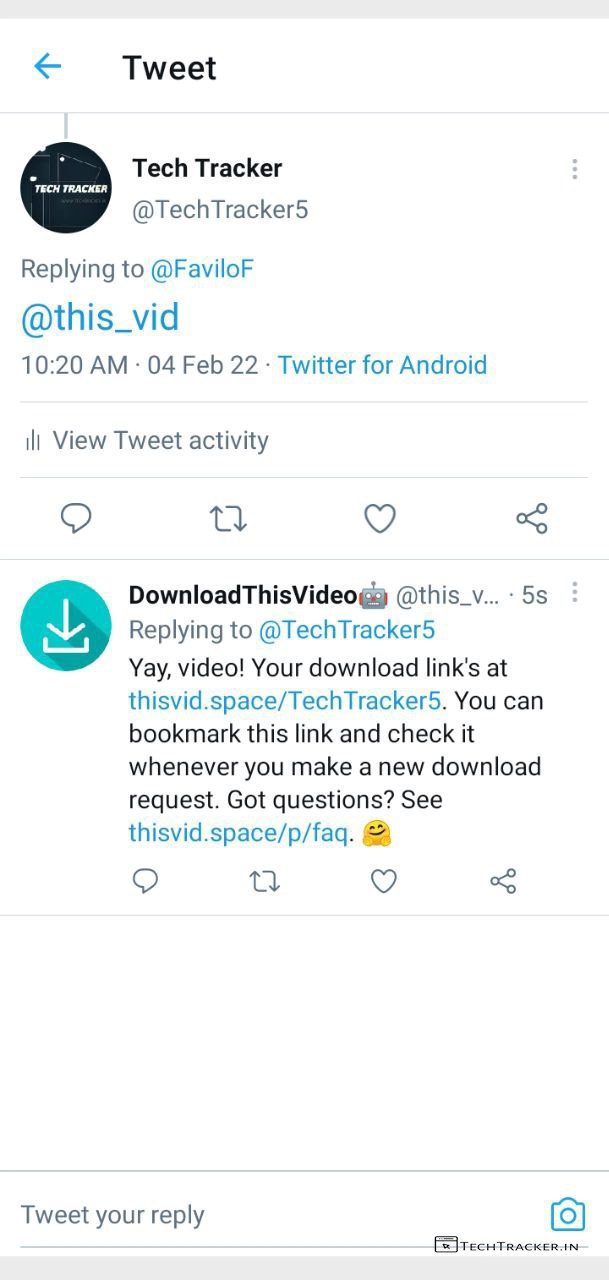 Tweet
TECH TRACKER
Tech Tracker
@TechTracker5
Replying to @FaviloF
@this_vid
10:20 AM · 04 Feb 22 · Twitter for Android
View Tweet activity
DownloadThisVideo🤖 @this_v... · 5s
Replying to @TechTracker5
Yay, video! Your download link's at
thisvid.space/TechTracker5. You can
bookmark this link and check it
whenever you make a new download
request. Got questions? See
thisvid.space/p/faq. 🤗
Tweet your reply
TECHTRACKER.IN